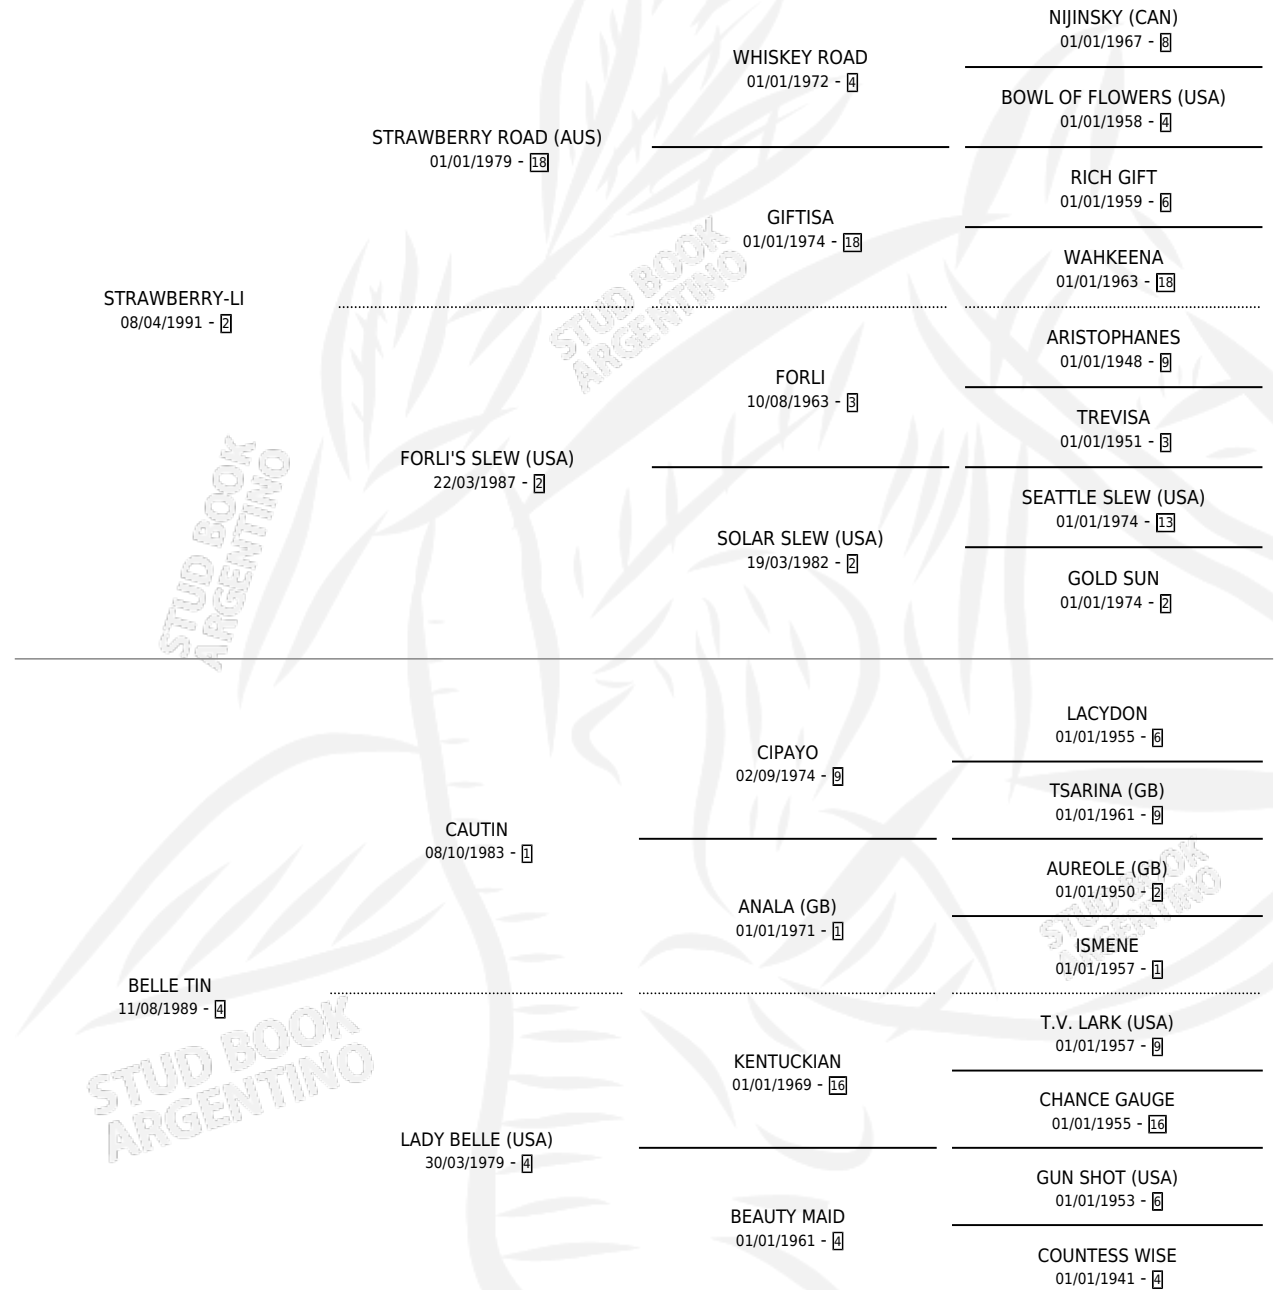 NIJINSKY (CAN)
01/01/1967 - 8
WHISKEY ROAD
01/01/1972 - 4
BOWL OF FLOWERS (USA)
01/01/1958 - 4
STRAWBERRY ROAD (AUS)
01/01/1979 - 18
RICH GIFT
01/01/1959 - 6
GIFTISA
01/01/1974 - 18
WAHKEENA
01/01/1963 - 18
STRAWBERRY-LI
08/04/1991 - 2
STUD BOOK
ARGENTINO
ARISTOPHANES
01/01/1948 - 9
FORLI
10/08/1963 - 3
TREVISA
01/01/1951 - 3
FORLI'S SLEW (USA)
22/03/1987 - 2
SEATTLE SLEW (USA)
01/01/1974 - 13
SOLAR SLEW (USA)
19/03/1982 - 2
GOLD SUN
01/01/1974 - 2
STUD BOOK
ARGENTINO
LACYDON
01/01/1955 - 6
CIPAYO
02/09/1974 - 9
TSARINA (GB)
01/01/1961 - 9
CAUTIN
08/10/1983 - 1
AUREOLE (GB)
01/01/1950 - 2
ANALA (GB)
01/01/1971 - 1
ISMENE
01/01/1957 - 1
STUD BOOK
ARGENTINO
BELLE TIN
11/08/1989 - 4
STUD BOOK
ARGENTINO
T.V. LARK (USA)
01/01/1957 - 9
KENTUCKIAN
01/01/1969 - 16
CHANCE GAUGE
01/01/1955 - 16
LADY BELLE (USA)
30/03/1979 - 4
GUN SHOT (USA)
01/01/1953 - 6
BEAUTY MAID
01/01/1961 - 4
COUNTESS WISE
01/01/1941 - 4